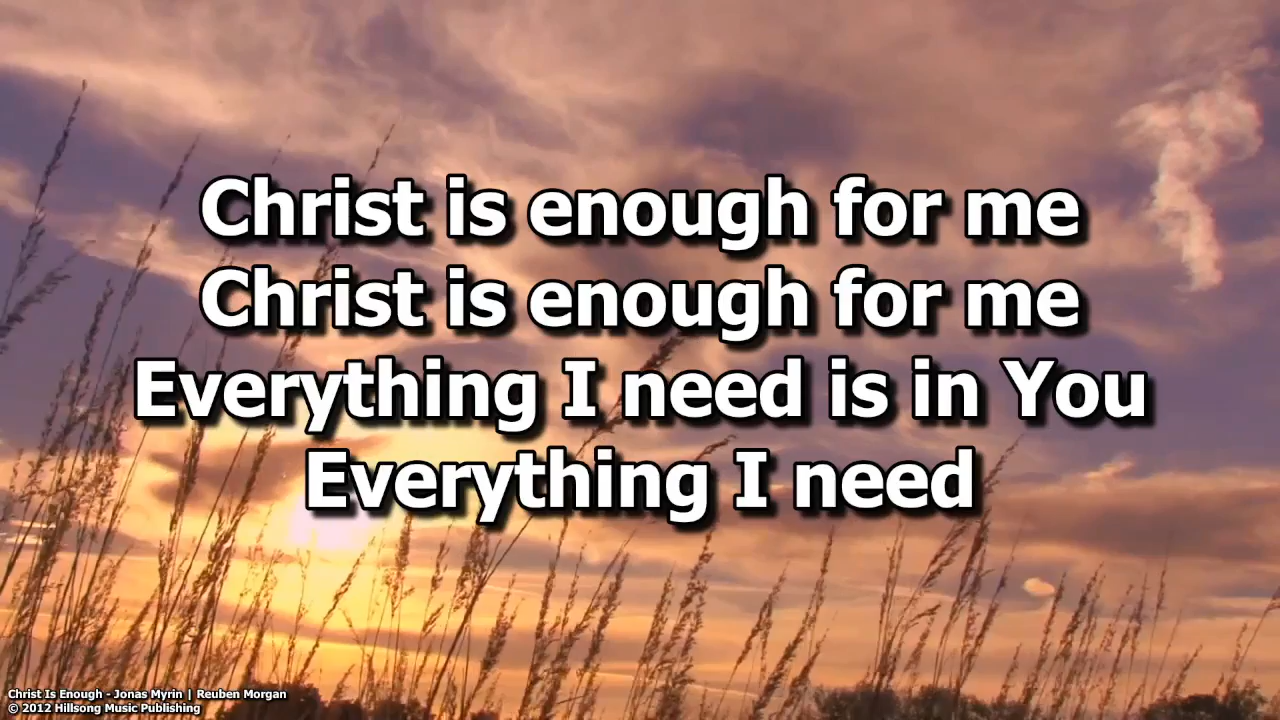 Christ is enough for me
Christ is enough for me
Everything I need is in You
Everything I need
Christ Is Enough - Jonas Myrin | Reuben Morgan
© 2012 Hillsong Music Publishing